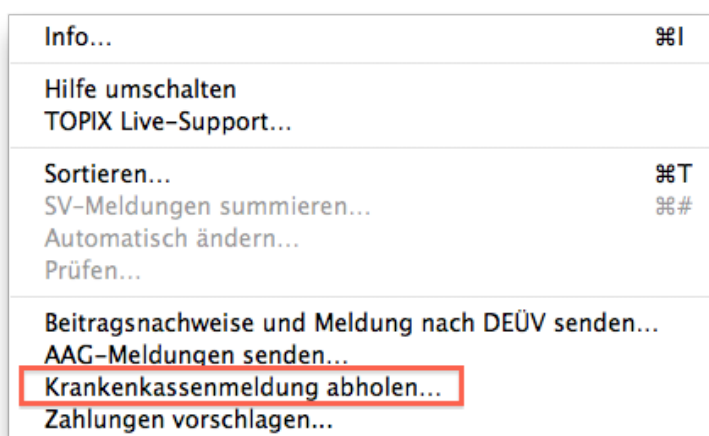 Info... ⌘I
Hilfe umschalten
TOPIX Live-Support...
Sortieren... ⌘T
SV-Meldungen summieren... ⌘#
Automatisch ändern...
Prüfen...
Beitragsnachweise und Meldung nach DEÜV senden...
AAG-Meldungen senden...
Krankenkassenmeldung abholen...
Zahlungen vorschlagen...